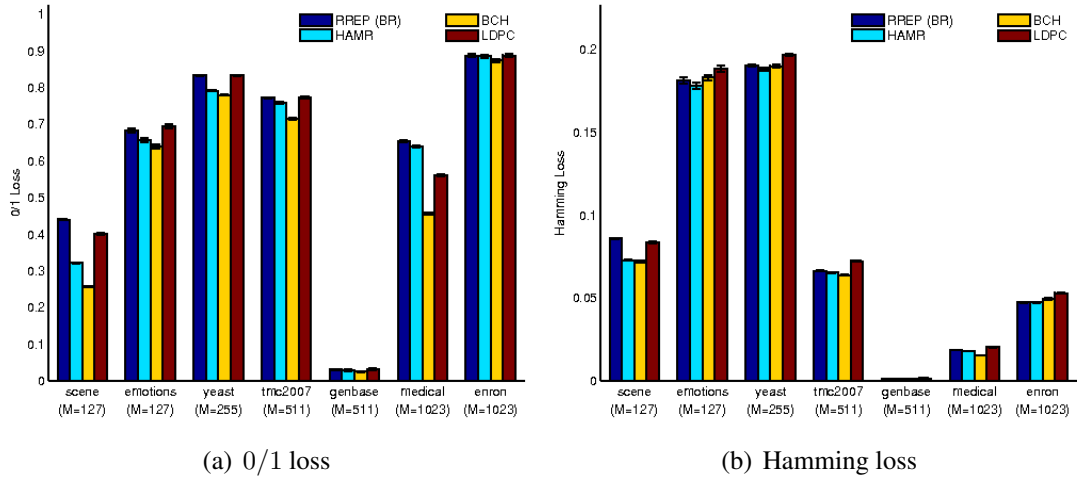 RREP (BR)
HAMR
BCH
LDPC
0/1 Loss
1
0.9
0.8
0.7
0.6
0.5
0.4
0.3
0.2
0.1
0
scene
(M=127)
emotions
(M=127)
yeast
(M=255)
tmc2007
(M=511)
genbase
(M=511)
medical
(M=1023)
enron
(M=1023)
(a) 0/1 loss
RREP (BR)
HAMR
BCH
LDPC
Hamming Loss
0.2
0.15
0.1
0.05
0
scene
(M=127)
emotions
(M=127)
yeast
(M=255)
tmc2007
(M=511)
genbase
(M=511)
medical
(M=1023)
enron
(M=1023)
(b) Hamming loss